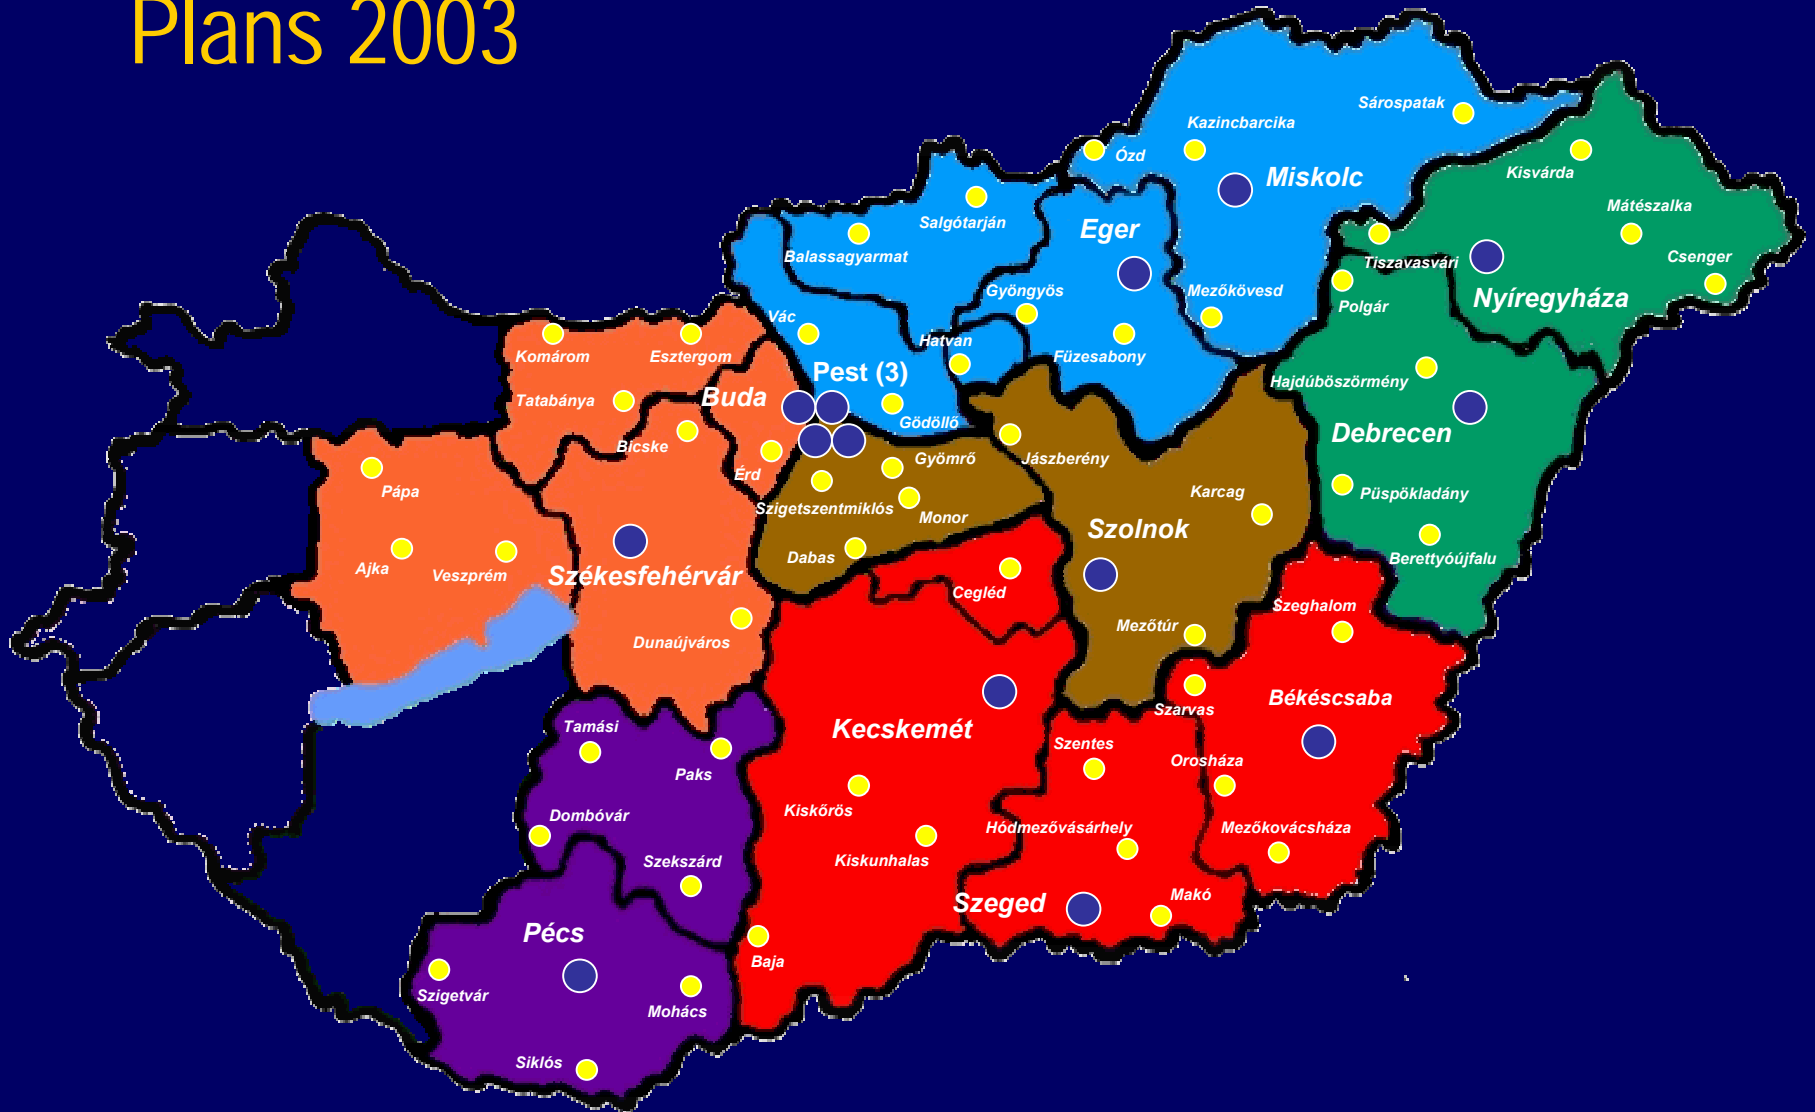 Plans 2003
Sárospatak
Kazincbarcika
Ózd
Miskolc
Kisvárda
Mátészalka
Salgótarján
Eger
Balassagyarmat
Tiszavasvári
Csenger
Gyöngyös
Mezőkövesd
Nyíregyháza
Polgár
Vác
Hatvan
Füzesabony
Komárom
Esztergom
Pest (3)
Hajdúböszörmény
Tatabánya
Buda
Gödöllő
Debrecen
Bicske
Érd
Gyömrő
Jászberény
Pápa
Karcag
Püspökladány
Szigetszentmiklós
Monor
Szolnok
Dabas
Berettyóújfalu
Ajka
Veszprém
Székesfehérvár
Cegléd
Szeghalom
Mezőtúr
Dunaújváros
Békéscsaba
Szarvas
Tamási
Kecskemét
Szentes
Orosháza
Paks
Kiskőrös
Dombóvár
Hódmezővásárhely
Mezőkovácsháza
Szekszárd
Kiskunhalas
Makó
Szeged
Pécs
Baja
Szigetvár
Mohács
Siklós